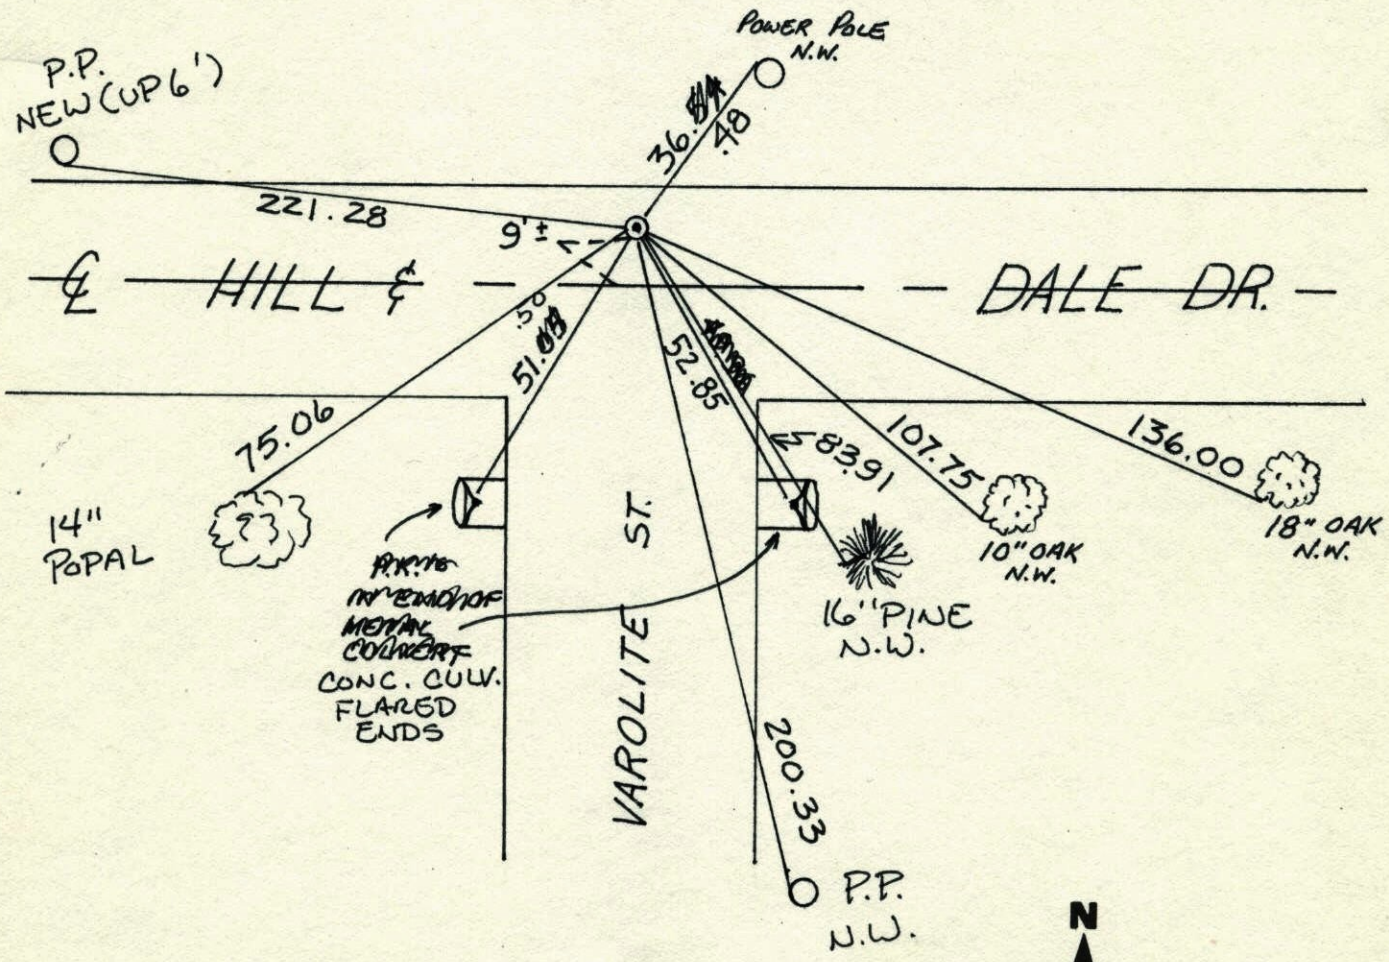 POWER POLE
N.W.
P.P.
NEW (UP 6')
36.
.48
221.28
9'±
℄ HILL & DALE DR.
.50
51.
52.85
75.06
83.91
107.75
136.00
14"
POPAL
18" OAK
N.W.
10" OAK
N.W.
16" PINE
N.W.
CONC. CULV.
FLARED
ENDS
VAROLITE ST.
200.33
P.P.
N.W.
N